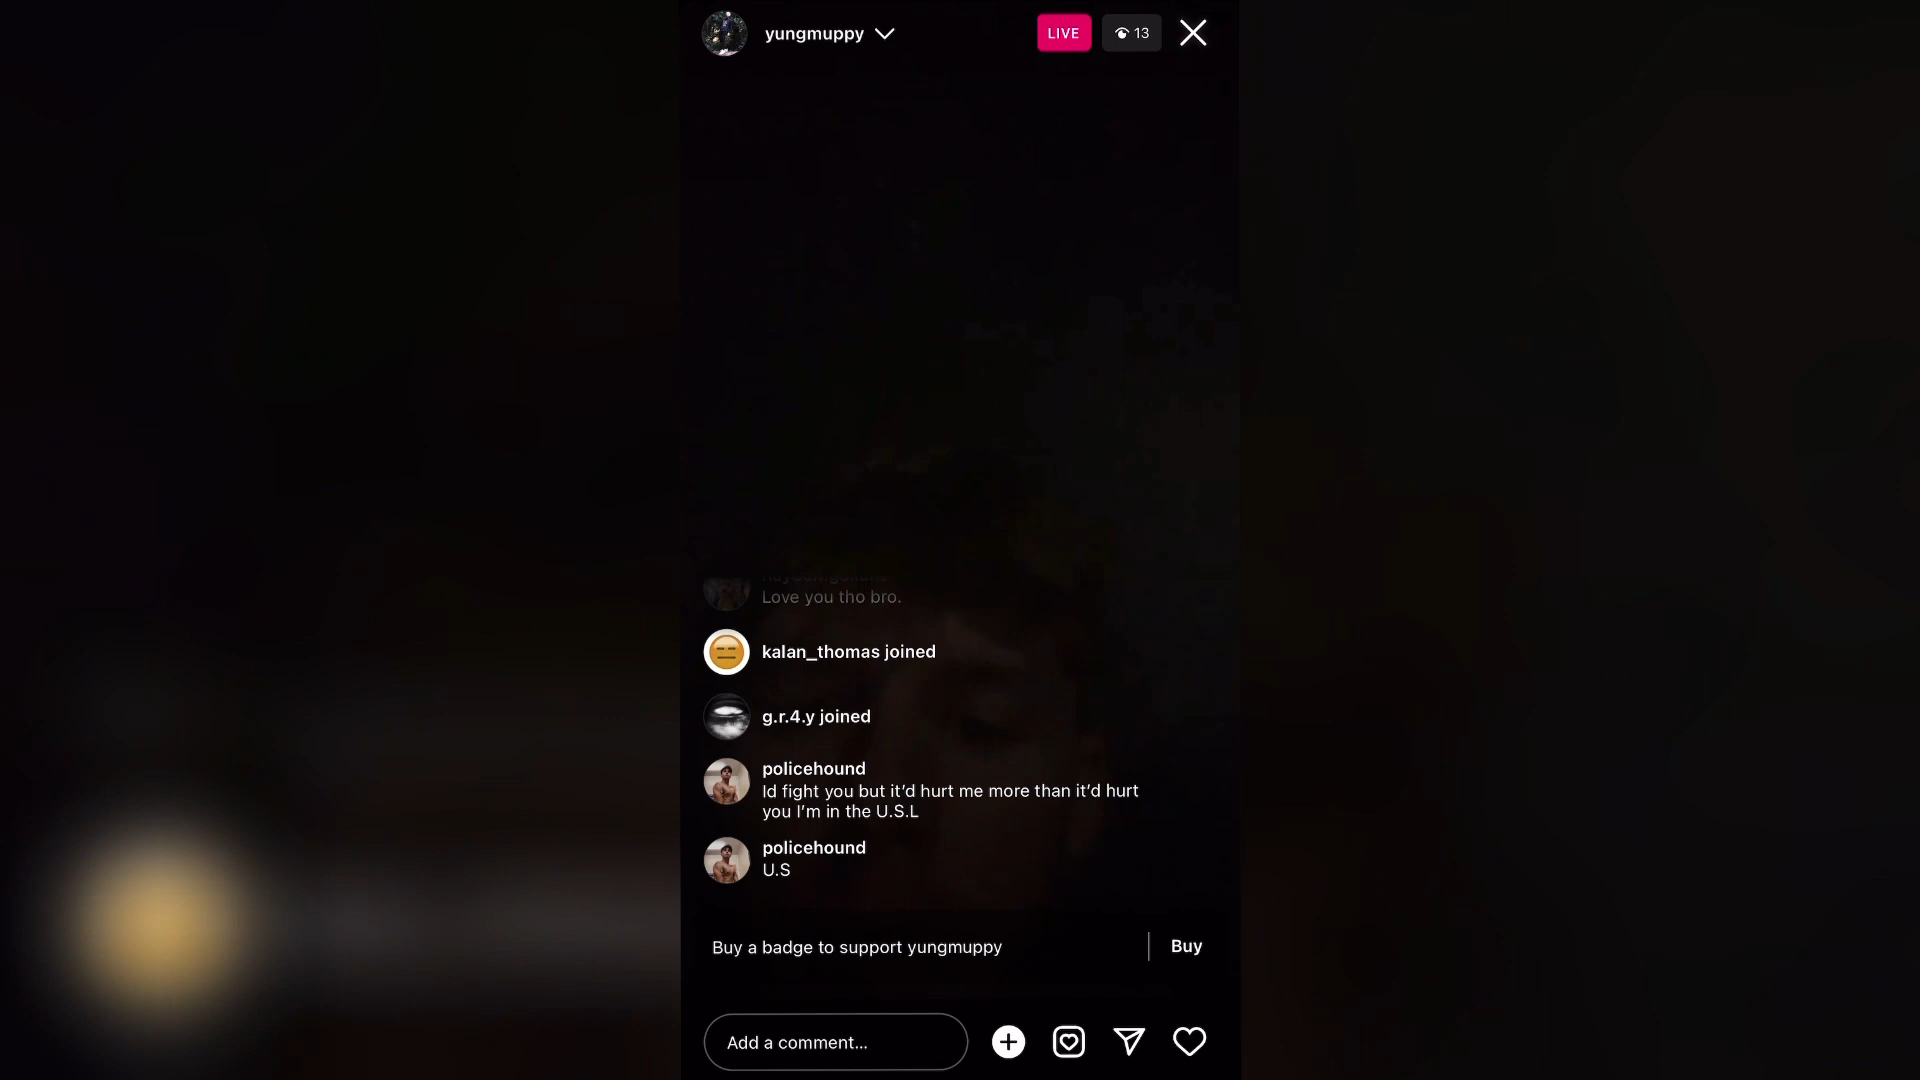 yungmuppy
LIVE
13
Love you tho bro.
kalan_thomas joined
g.r.4.y joined
policehound
Id fight you but it’d hurt me more than it’d hurt
you I’m in the U.S.L
policehound
U.S
Buy a badge to support yungmuppy
Buy
Add a comment...